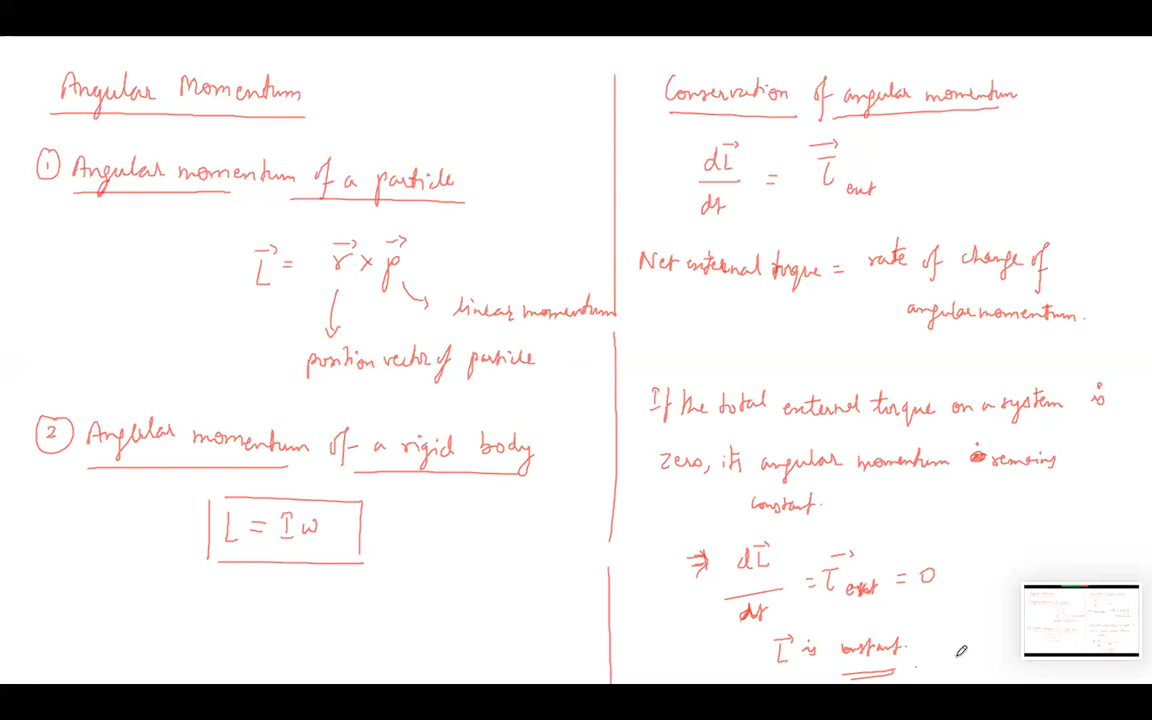 Angular Momentum
① Angular momentum of a particle
L⃗ = r⃗ × p⃗
linear momentum
position vector of particle
② Angular momentum of a rigid body
L = Iω
Conservation of angular momentum
dL⃗/dt = τ⃗ ext
Net external torque = rate of change of
angular momentum.
If the total external torque on a system is
zero, its angular momentum remains
constant.
⇒ dL⃗/dt = τ⃗ ext = 0
L⃗ is constant.